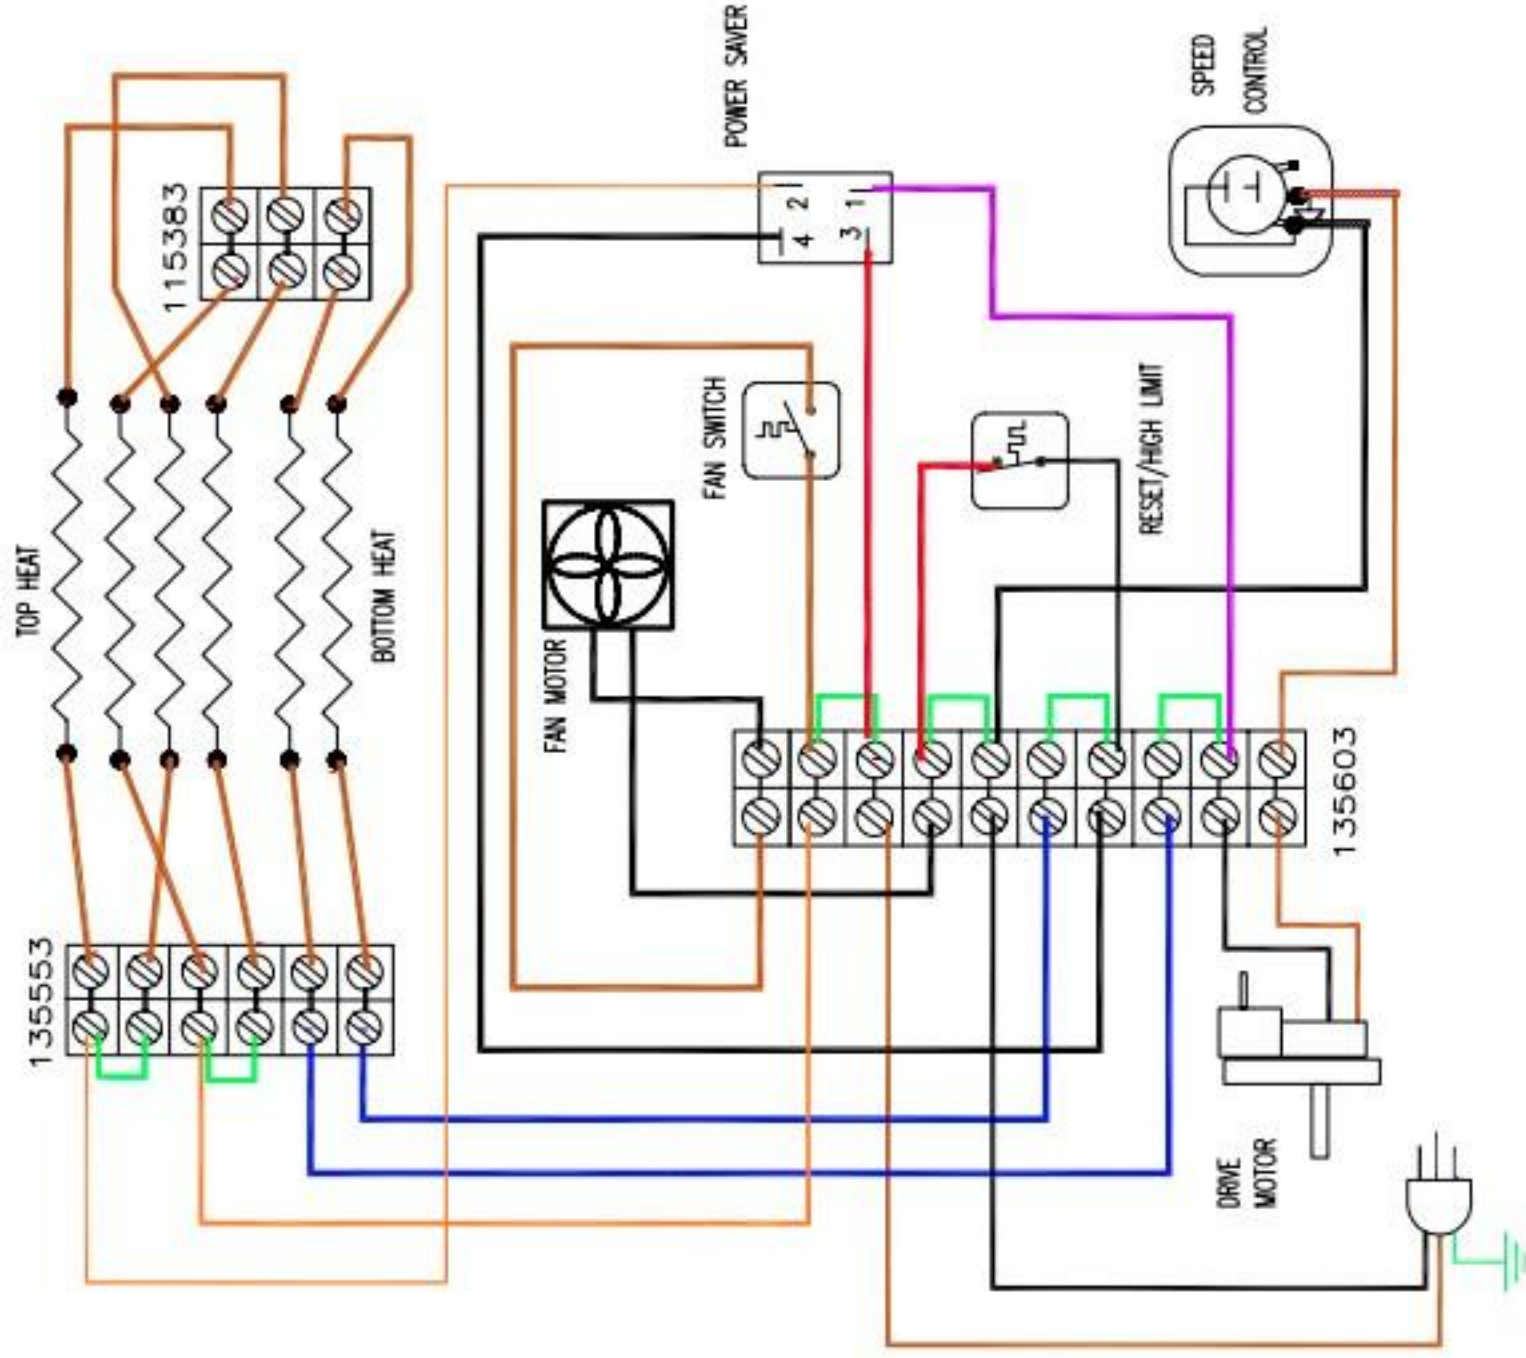 POWER SAVER
SPEED
CONTROL
115383
2
1
4
3
FAN SWITCH
RESET/HIGH LIMIT
TOP HEAT
BOTTOM HEAT
FAN MOTOR
135603
135553
DRIVE
MOTOR